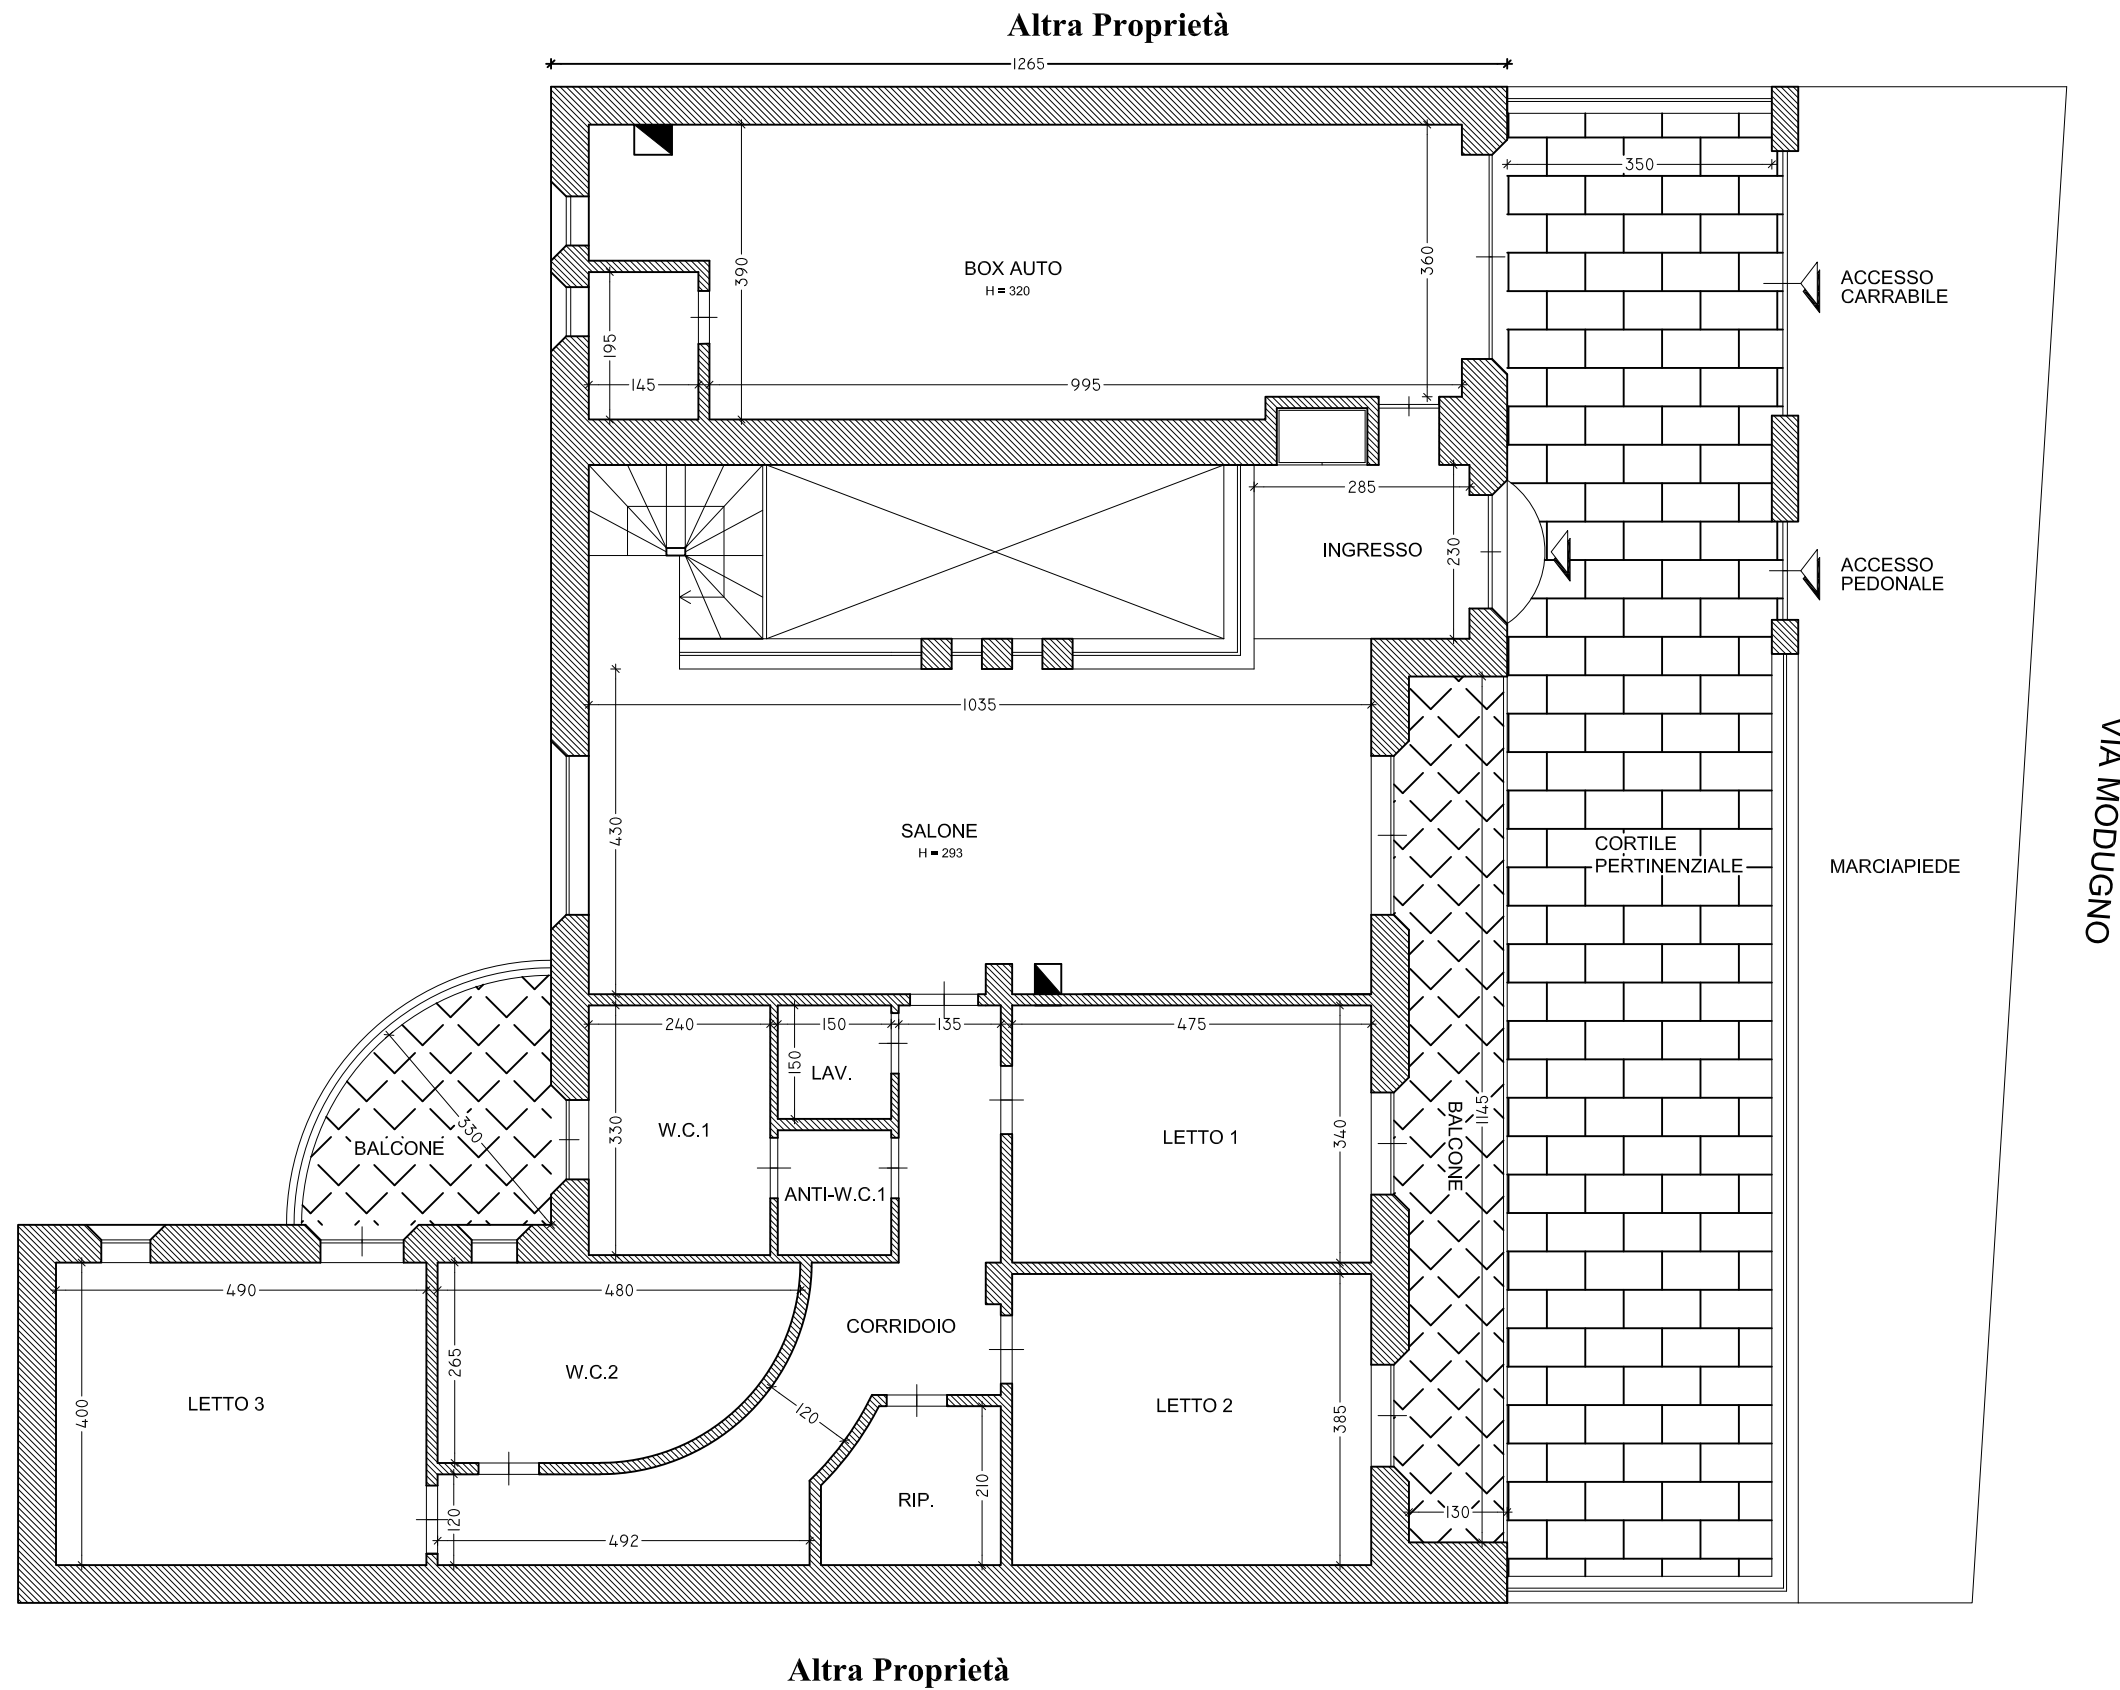 Altra Proprietà
1265
350
390
360
BOX AUTO
H = 320
ACCESSO
CARRABILE
195
145
995
285
INGRESSO
230
ACCESSO
PEDONALE
1035
430
SALONE
H = 293
CORTILE
PERTINENZIALE
MARCIAPIEDE
VIA MODUGNO
240
150
135
475
150
LAV.
330
W.C.1
330
BALCONE
ANTI-W.C.1
LETTO 1
340
BALCONE
1145
490
480
CORRIDOIO
265
W.C.2
LETTO 3
400
120
LETTO 2
385
RIP.
210
130
120
492
Altra Proprietà